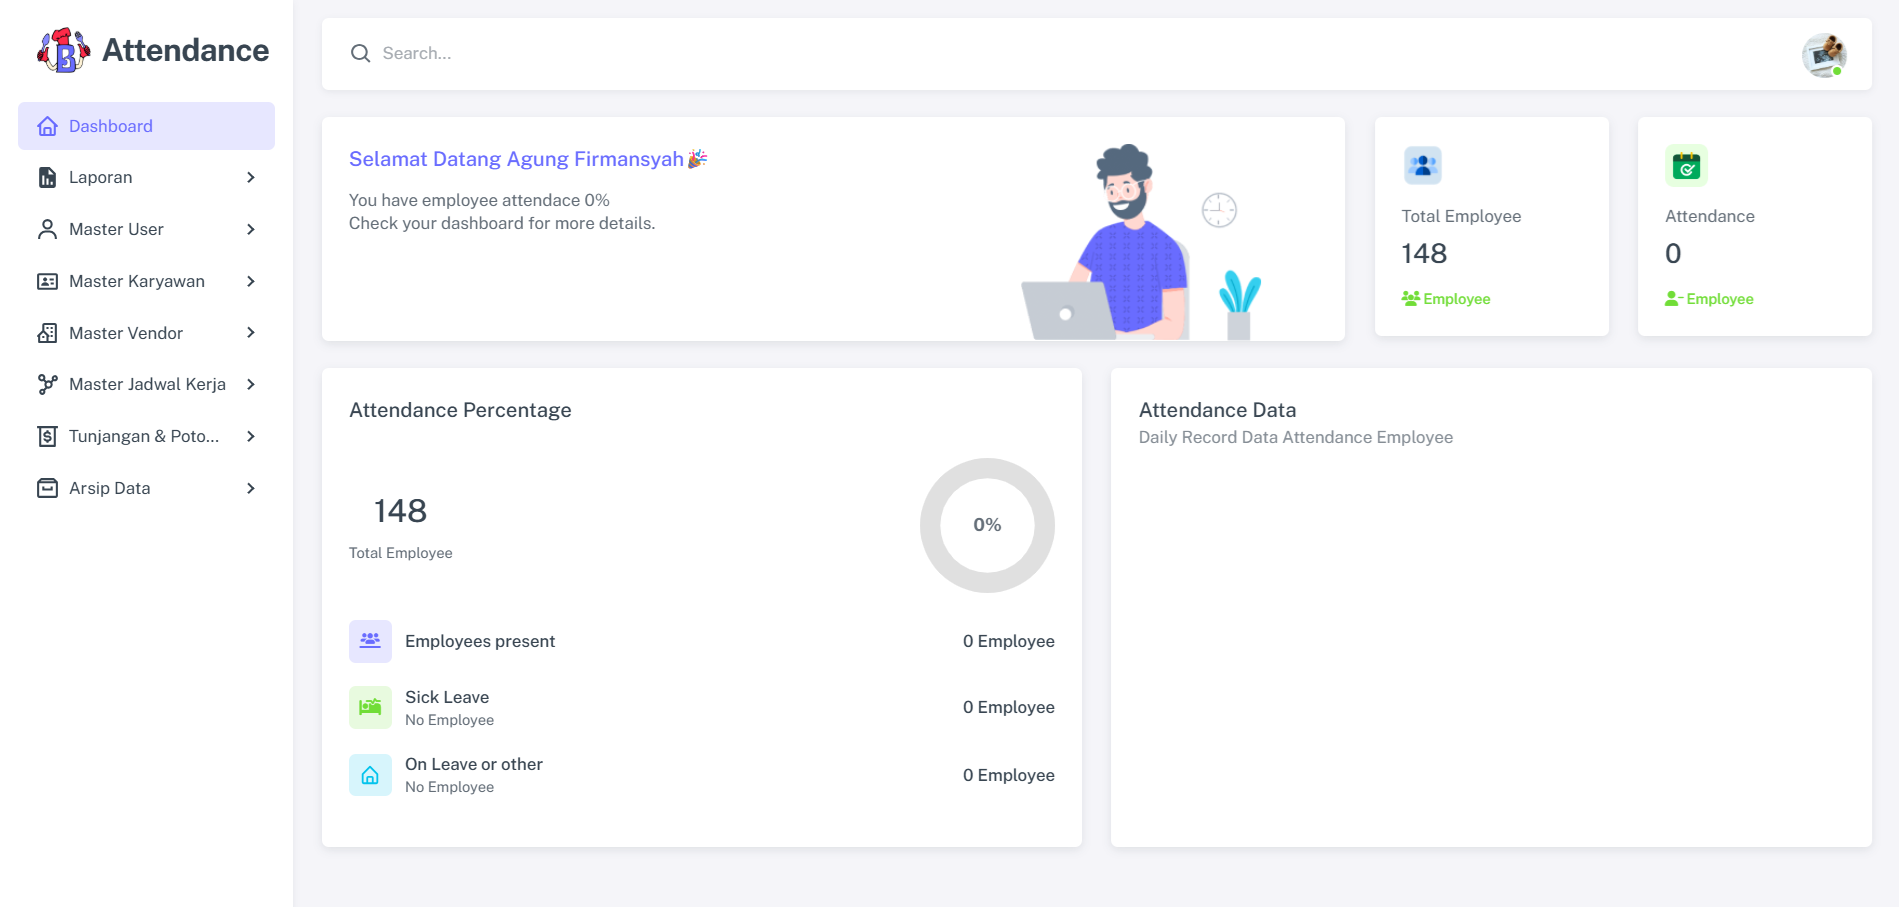 Attendance
Dashboard
Laporan
Master User
Master Karyawan
Master Vendor
Master Jadwal Kerja
Tunjangan & Poto...
Arsip Data
Search...
Selamat Datang Agung Firmansyah🎉
You have employee attendace 0%
Check your dashboard for more details.
Total Employee
148
Employee
Attendance
0
Employee
Attendance Percentage
148
Total Employee
0%
Employees present
0 Employee
Sick Leave
No Employee
0 Employee
On Leave or other
No Employee
0 Employee
Attendance Data
Daily Record Data Attendance Employee